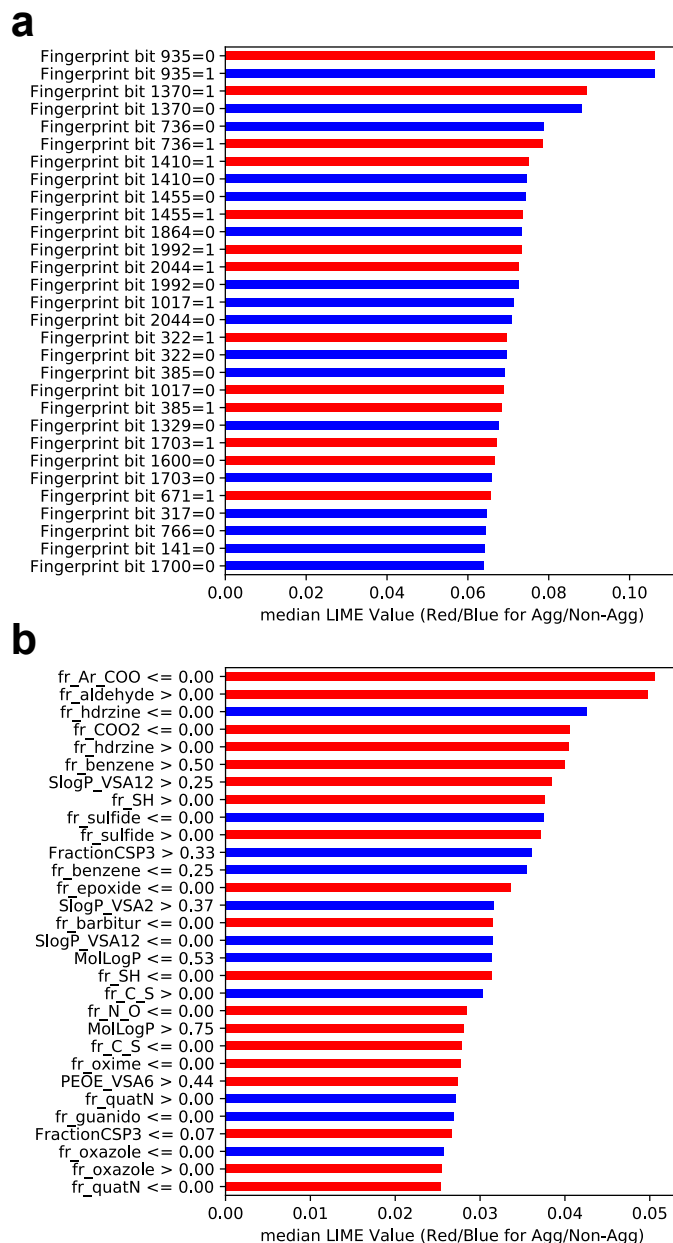 a
Fingerprint bit 935=0
Fingerprint bit 935=1
Fingerprint bit 1370=1
Fingerprint bit 1370=0
Fingerprint bit 736=0
Fingerprint bit 736=1
Fingerprint bit 1410=1
Fingerprint bit 1410=0
Fingerprint bit 1455=0
Fingerprint bit 1455=1
Fingerprint bit 1864=0
Fingerprint bit 1992=1
Fingerprint bit 2044=1
Fingerprint bit 1992=0
Fingerprint bit 1017=1
Fingerprint bit 2044=0
Fingerprint bit 322=1
Fingerprint bit 322=0
Fingerprint bit 385=0
Fingerprint bit 1017=0
Fingerprint bit 385=1
Fingerprint bit 1329=0
Fingerprint bit 1703=1
Fingerprint bit 1600=0
Fingerprint bit 1703=0
Fingerprint bit 671=1
Fingerprint bit 317=0
Fingerprint bit 766=0
Fingerprint bit 141=0
Fingerprint bit 1700=0
0.00 0.02 0.04 0.06 0.08 0.10
median LIME Value (Red/Blue for Agg/Non-Agg)
b
fr_Ar_COO <= 0.00
fr_aldehyde > 0.00
fr_hdrzine <= 0.00
fr_COO2 <= 0.00
fr_hdrzine > 0.00
fr_benzene > 0.50
SlogP_VSA12 > 0.25
fr_SH > 0.00
fr_sulfide <= 0.00
fr_sulfide > 0.00
FractionCSP3 > 0.33
fr_benzene <= 0.25
fr_epoxide <= 0.00
SlogP_VSA2 > 0.37
fr_barbitur <= 0.00
SlogP_VSA12 <= 0.00
MolLogP <= 0.53
fr_SH <= 0.00
fr_C_S > 0.00
fr_N_O <= 0.00
MolLogP > 0.75
fr_C_S <= 0.00
fr_oxime <= 0.00
PEOE_VSA6 > 0.44
fr_quatN > 0.00
fr_guanido <= 0.00
FractionCSP3 <= 0.07
fr_oxazole <= 0.00
fr_oxazole > 0.00
fr_quatN <= 0.00
0.00 0.01 0.02 0.03 0.04 0.05
median LIME Value (Red/Blue for Agg/Non-Agg)